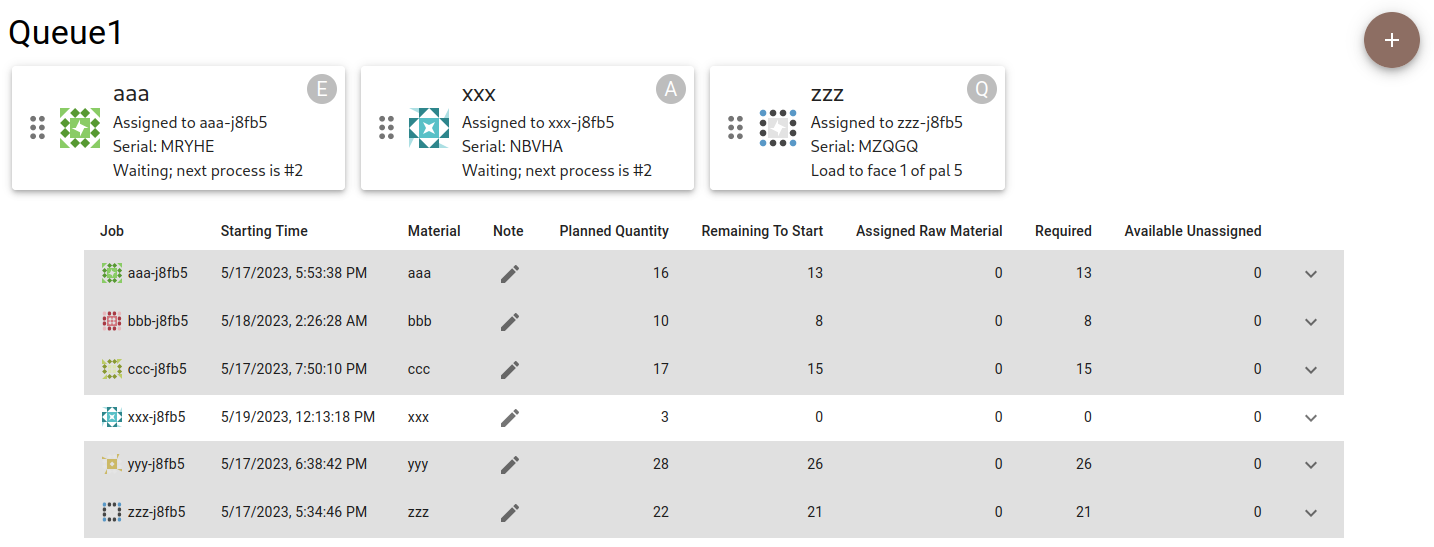 Queue1
+
aaa
E
Assigned to aaa-j8fb5
Serial: MRYHE
Waiting; next process is #2
xxx
A
Assigned to xxx-j8fb5
Serial: NBVHA
Waiting; next process is #2
zzz
Q
Assigned to zzz-j8fb5
Serial: MZQGQ
Load to face 1 of pal 5
Job Starting Time Material Note Planned Quantity Remaining To Start Assigned Raw Material Required Available Unassigned
aaa-j8fb5 5/17/2023, 5:53:38 PM aaa 16 13 0 13 0
bbb-j8fb5 5/18/2023, 2:26:28 AM bbb 10 8 0 8 0
ccc-j8fb5 5/17/2023, 7:50:10 PM ccc 17 15 0 15 0
xxx-j8fb5 5/19/2023, 12:13:18 PM xxx 3 0 0 0 0
yyy-j8fb5 5/17/2023, 6:38:42 PM yyy 28 26 0 26 0
zzz-j8fb5 5/17/2023, 5:34:46 PM zzz 22 21 0 21 0